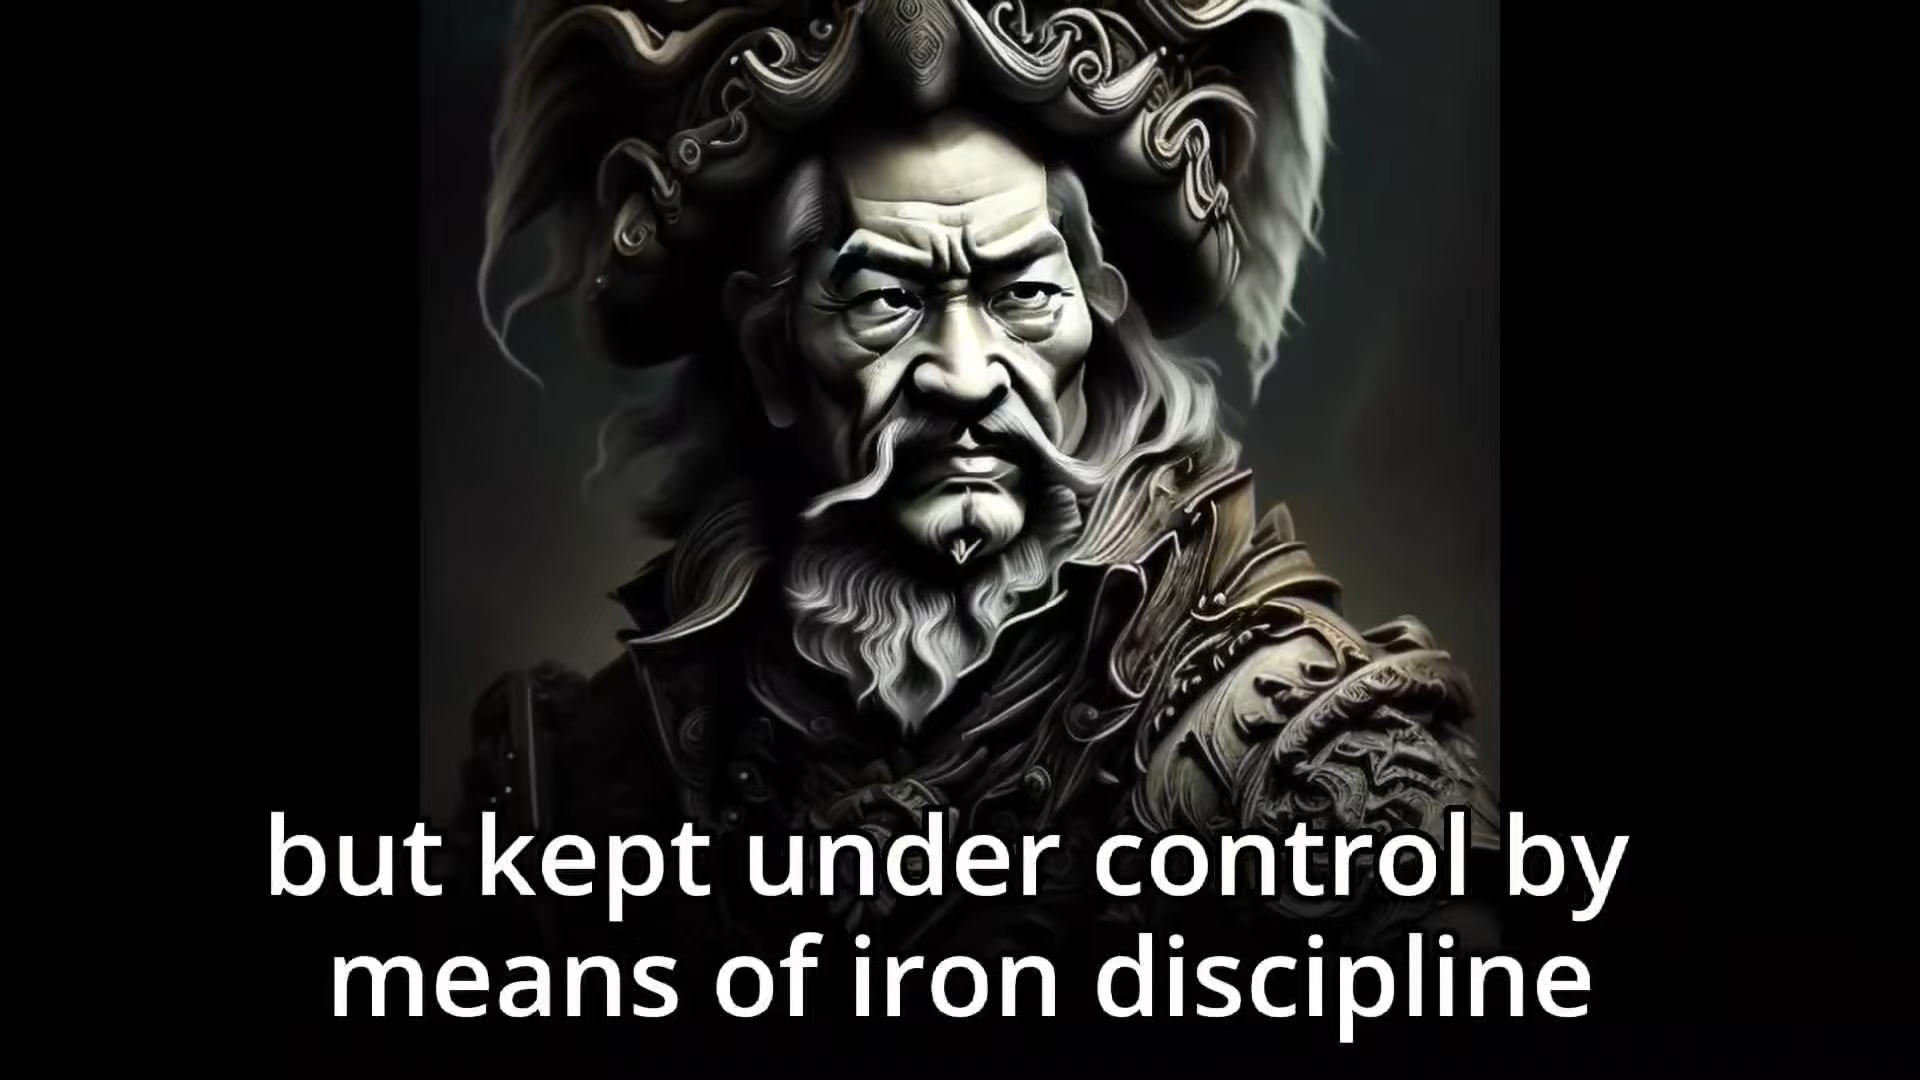 but kept under control by
means of iron discipline